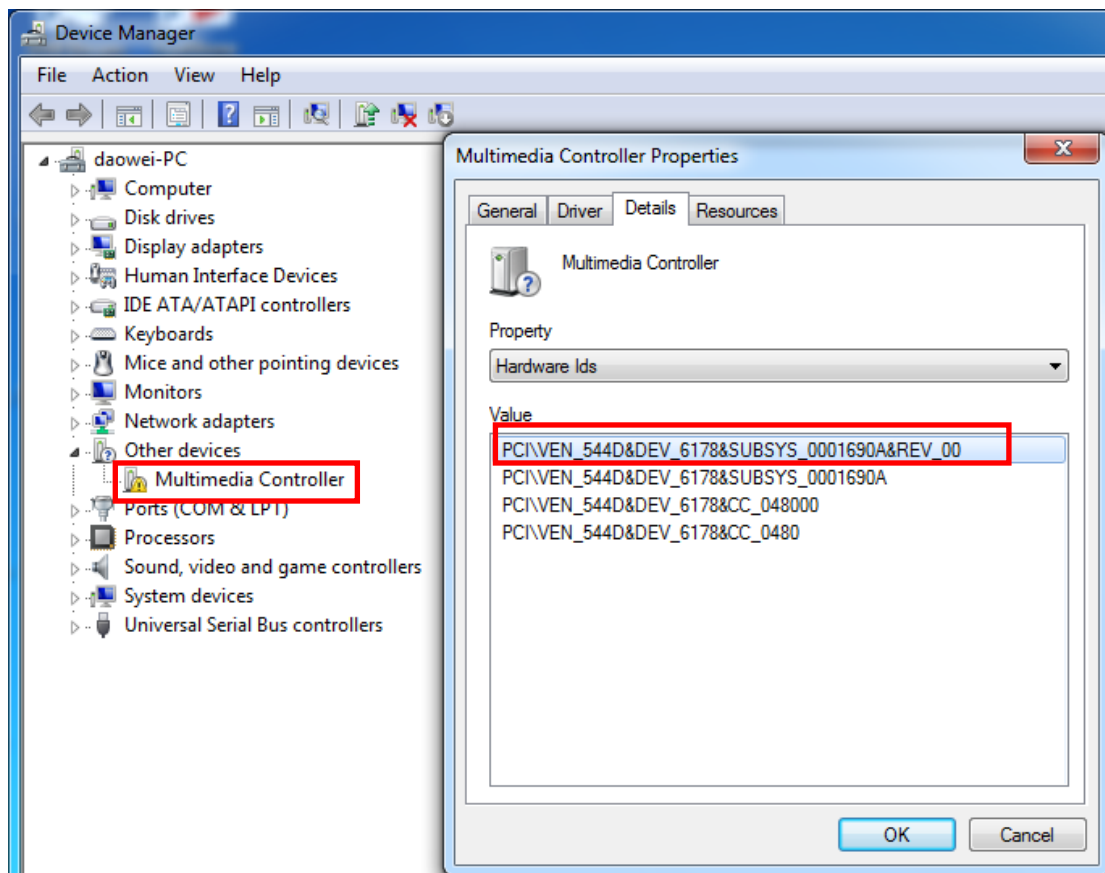 Device Manager
File Action View Help
daowei-PC
Computer
Disk drives
Display adapters
Human Interface Devices
IDE ATA/ATAPI controllers
Keyboards
Mice and other pointing devices
Monitors
Network adapters
Other devices
Multimedia Controller
Ports (COM & LPT)
Processors
Sound, video and game controllers
System devices
Universal Serial Bus controllers
Multimedia Controller Properties
General Driver Details Resources
Multimedia Controller
Property
Hardware Ids
Value
PCI\VEN_544D&DEV_6178&SUBSYS_0001690A&REV_00
PCI\VEN_544D&DEV_6178&SUBSYS_0001690A
PCI\VEN_544D&DEV_6178&CC_048000
PCI\VEN_544D&DEV_6178&CC_0480
OK Cancel